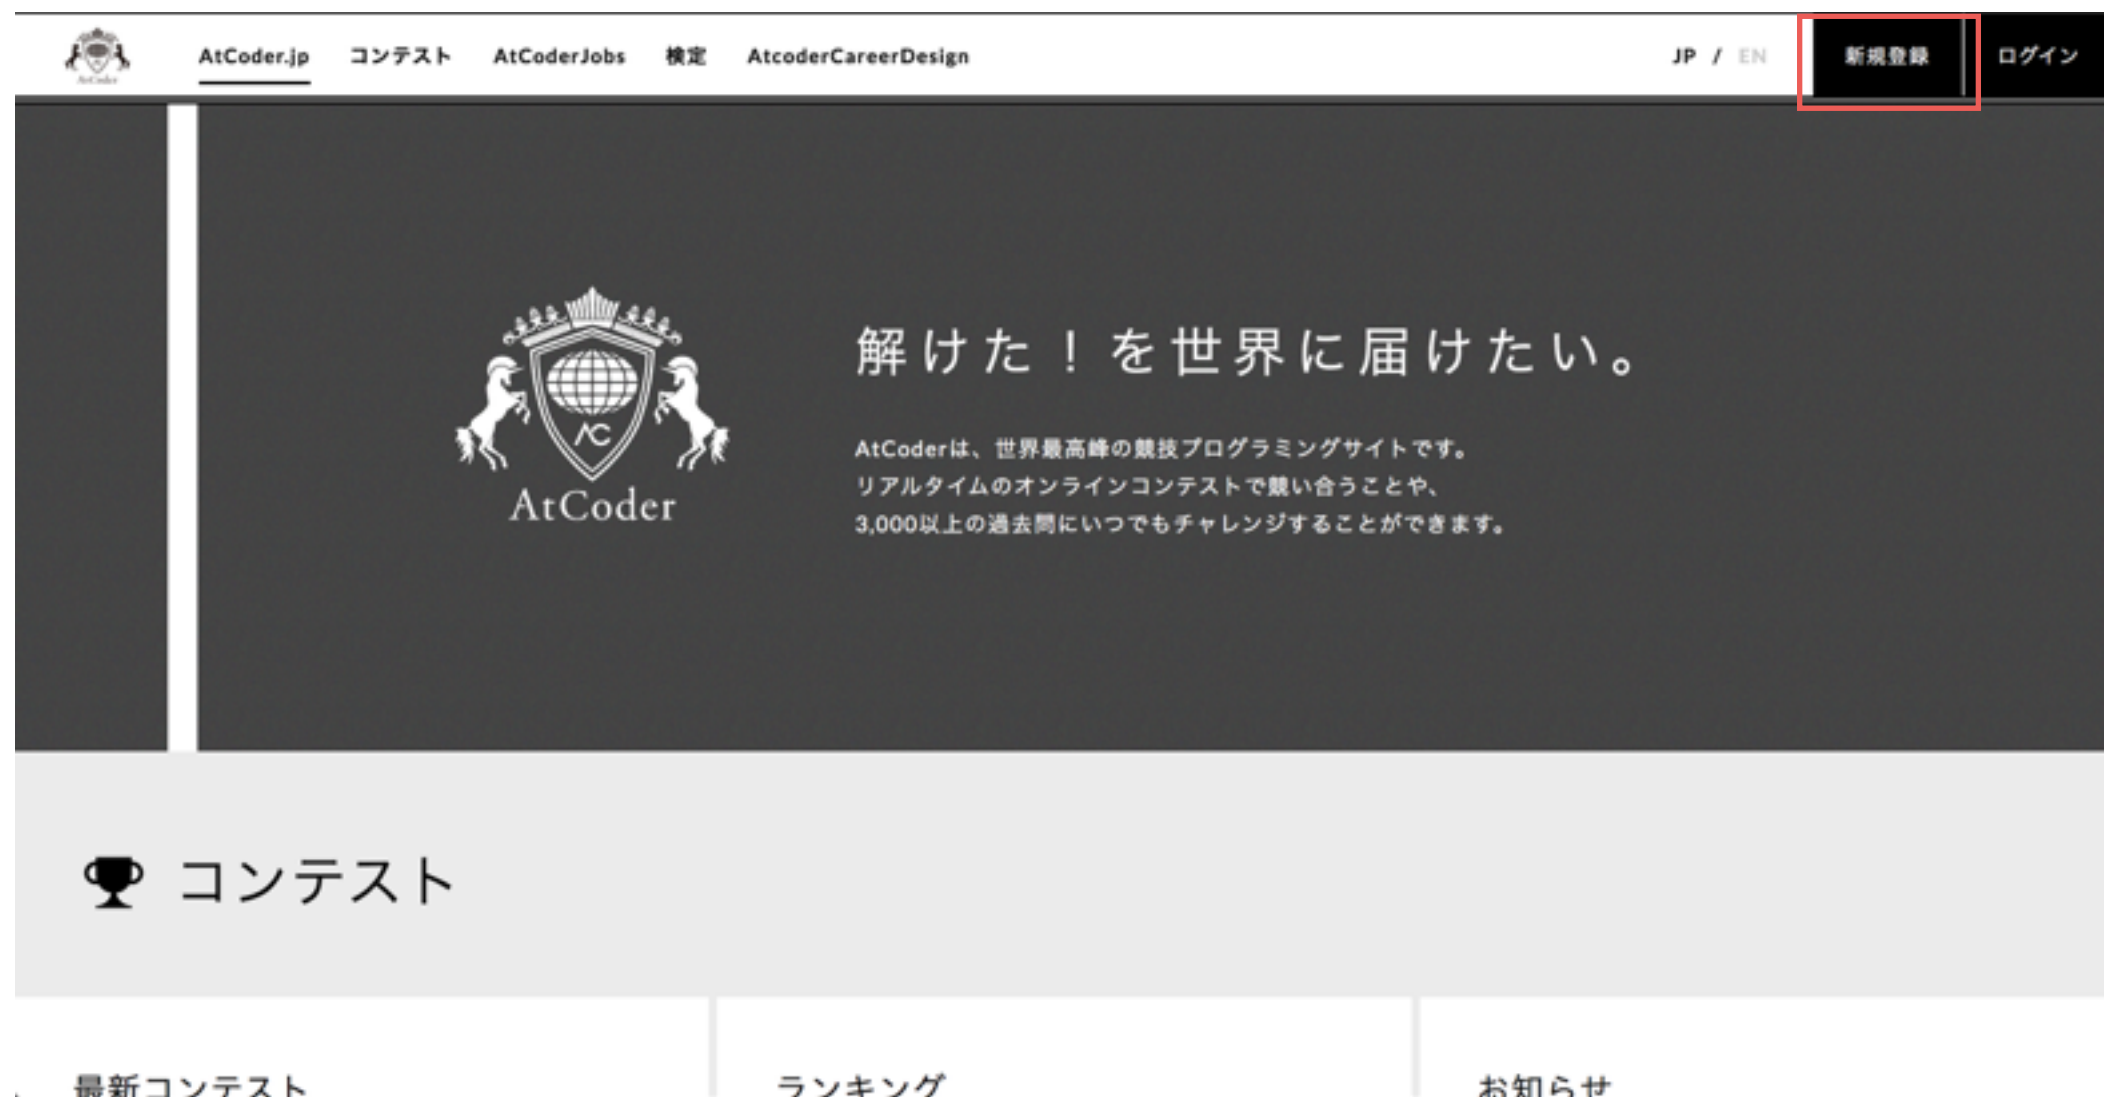 AtCoder
AtCoder.jp コンテスト AtCoderJobs 検定 AtcoderCareerDesign JP / EN 新規登録 ログイン
解けた！を世界に届けたい。
AtCoderは、世界最高峰の競技プログラミングサイトです。
リアルタイムのオンラインコンテストで競い合うことや、
3,000以上の過去問にいつでもチャレンジすることができます。
AC
AtCoder
コンテスト
最新コンテスト
ランキング
お知らせ